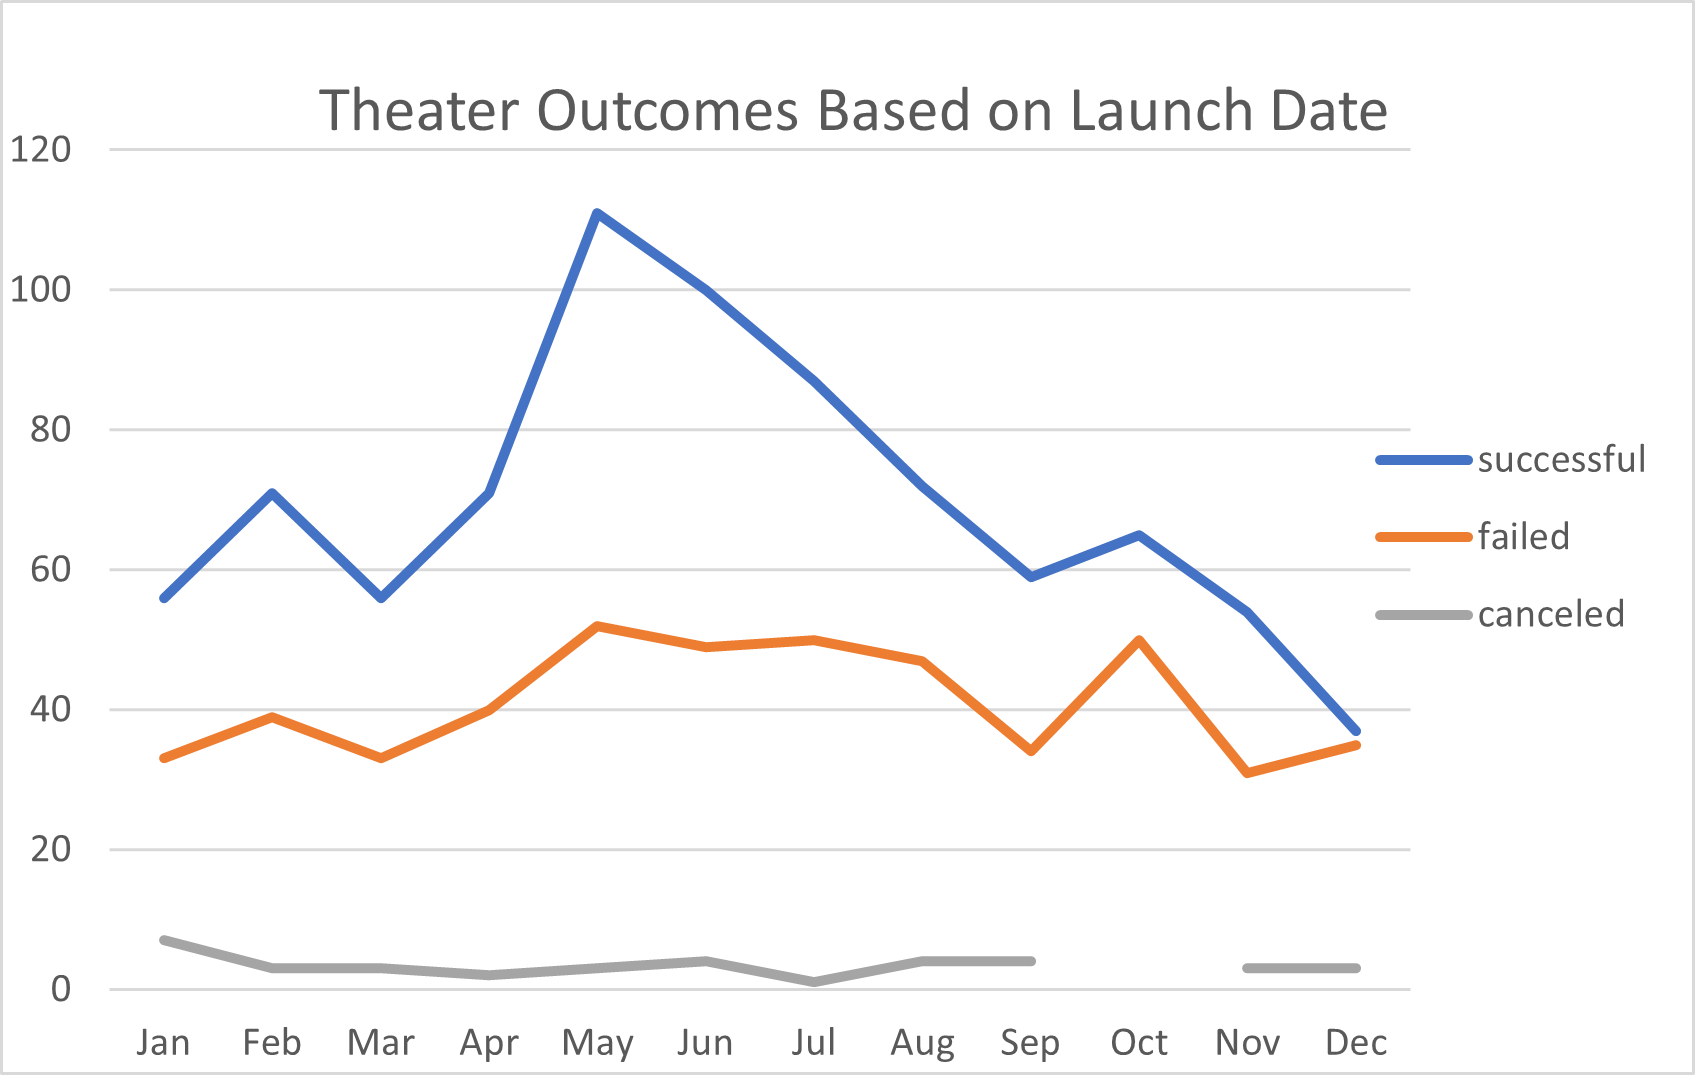 Theater Outcomes Based on Launch Date
120
100
80
60
40
20
0
Jan Feb Mar Apr May Jun Jul Aug Sep Oct Nov Dec
successful
failed
canceled